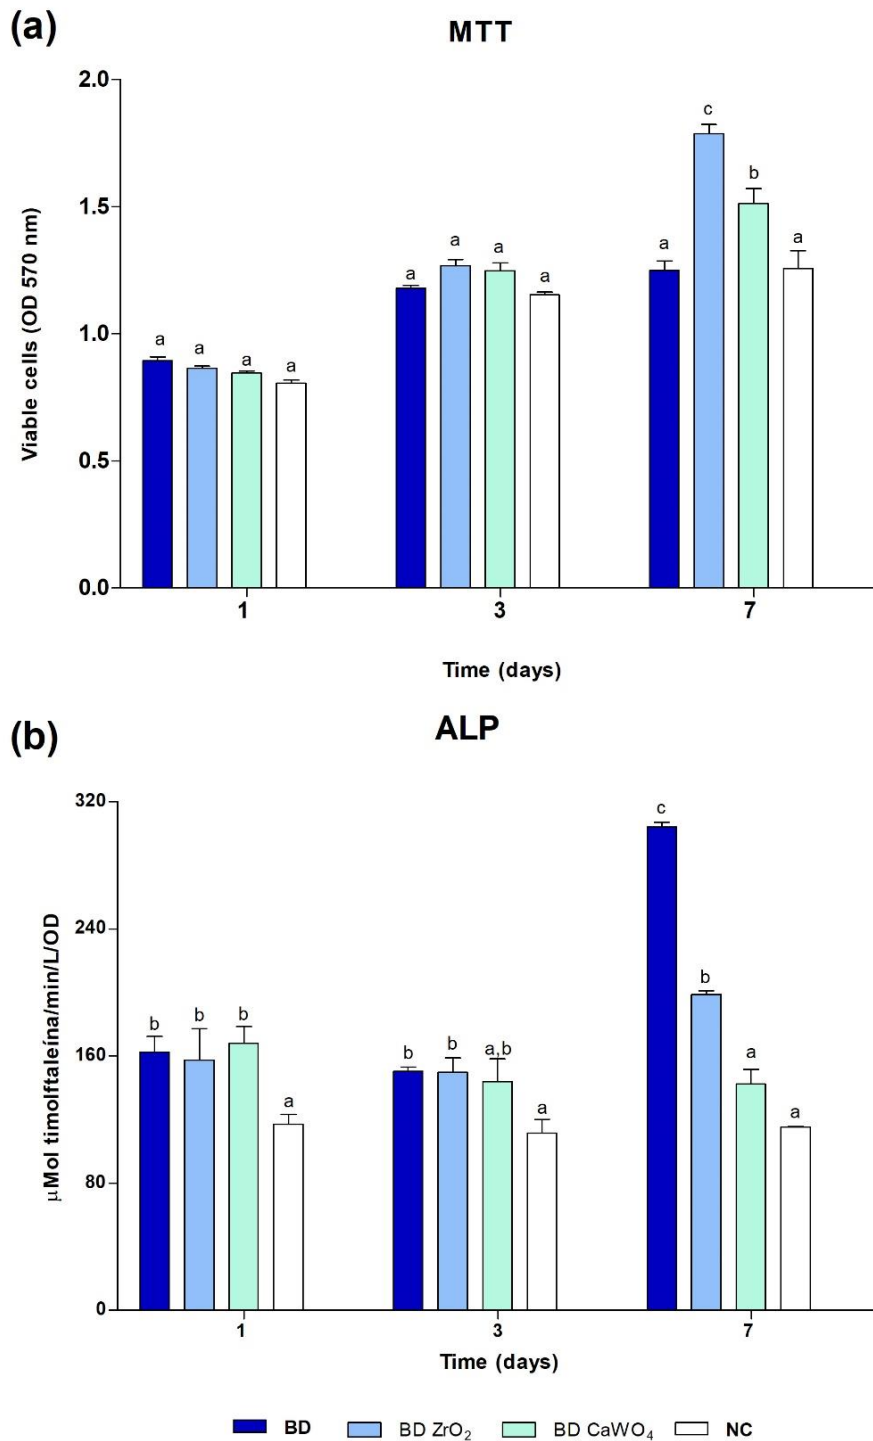 (a)
MTT
Viable cells (OD 570 nm)
2.0
1.5
1.0
0.5
0.0
a a a a
a a a a
a c b a
1 3 7
Time (days)
(b)
ALP
µMol timolftaleína/min/L/OD
320
240
160
80
0
b b b a
b b a,b a
c b a a
1 3 7
Time (days)
BD BD ZrO₂ BD CaWO₄ NC